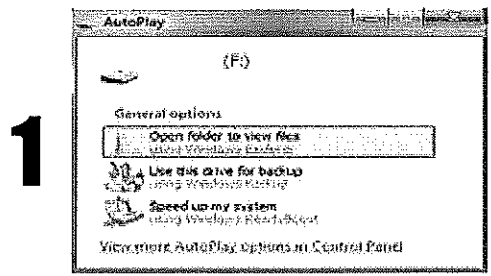 1
AutoPlay
(F:)
General options
Open folder to view files
using Windows Explorer
Use this drive for backup
using Windows Backup
Speed up my system
using Windows ReadyBoost
View more AutoPlay options in Control Panel